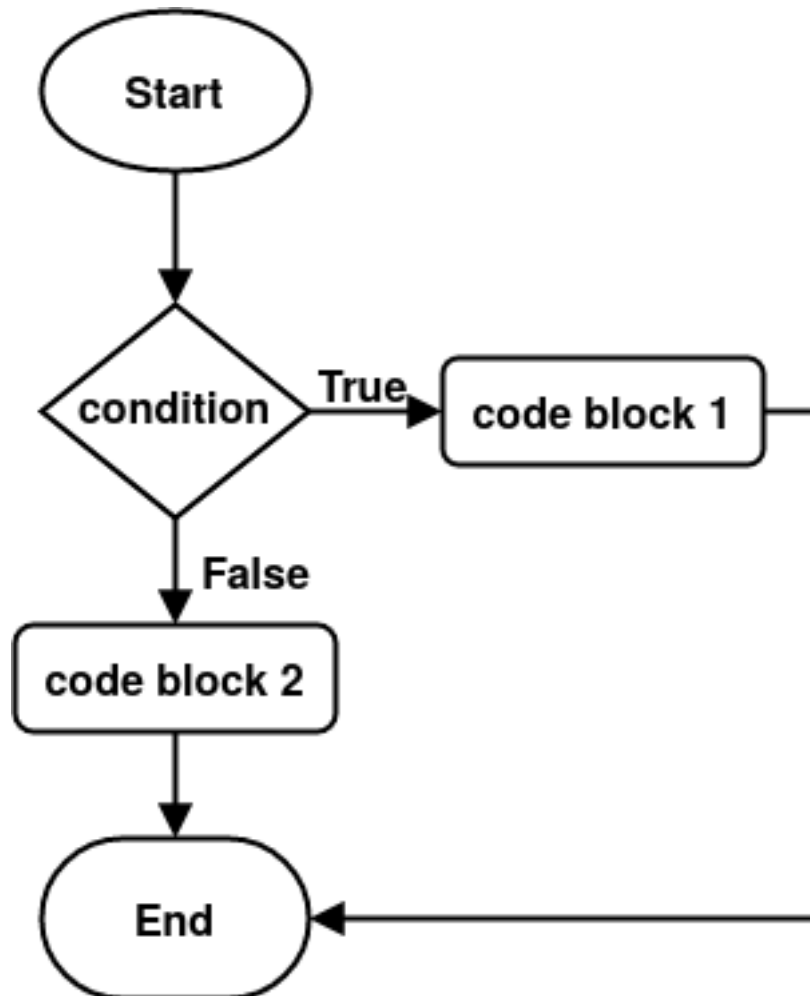 Start
condition
True
code block 1
False
code block 2
End